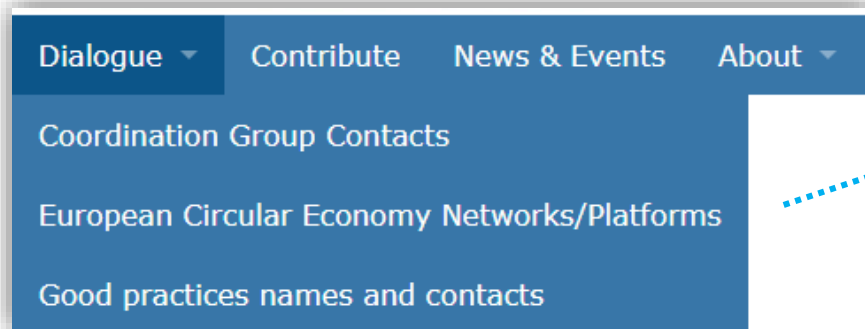 Dialogue Contribute News & Events About
Coordination Group Contacts
European Circular Economy Networks/Platforms
Good practices names and contacts